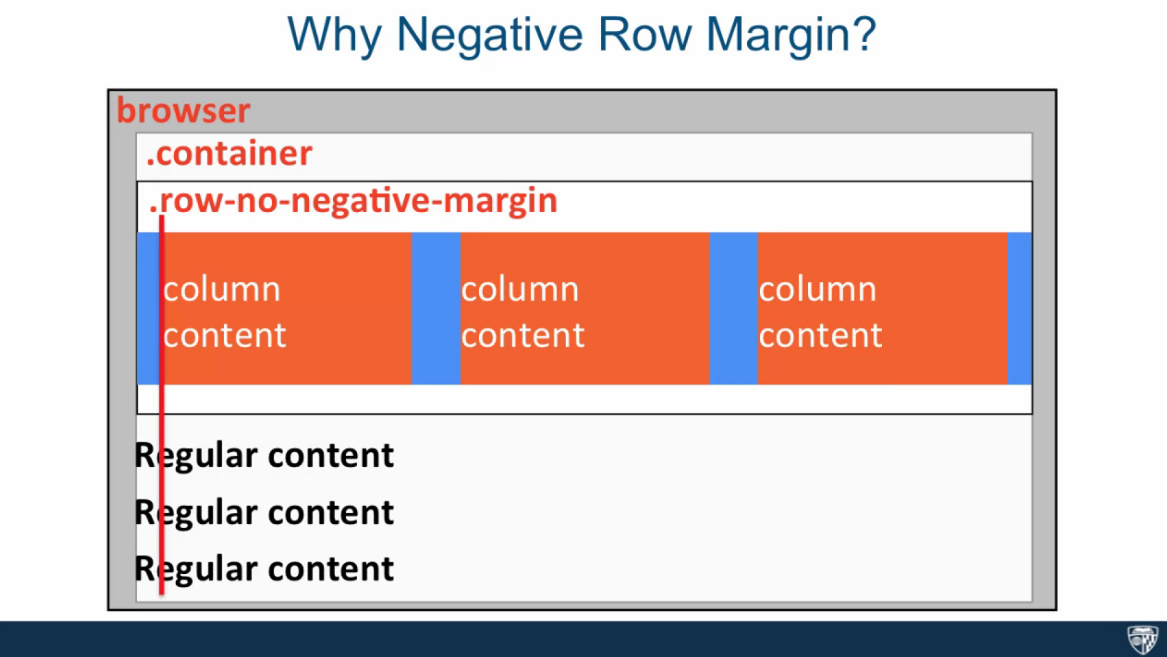 Why Negative Row Margin?
browser
.container
.row-no-negative-margin
column
content
column
content
column
content
Regular content
Regular content
Regular content